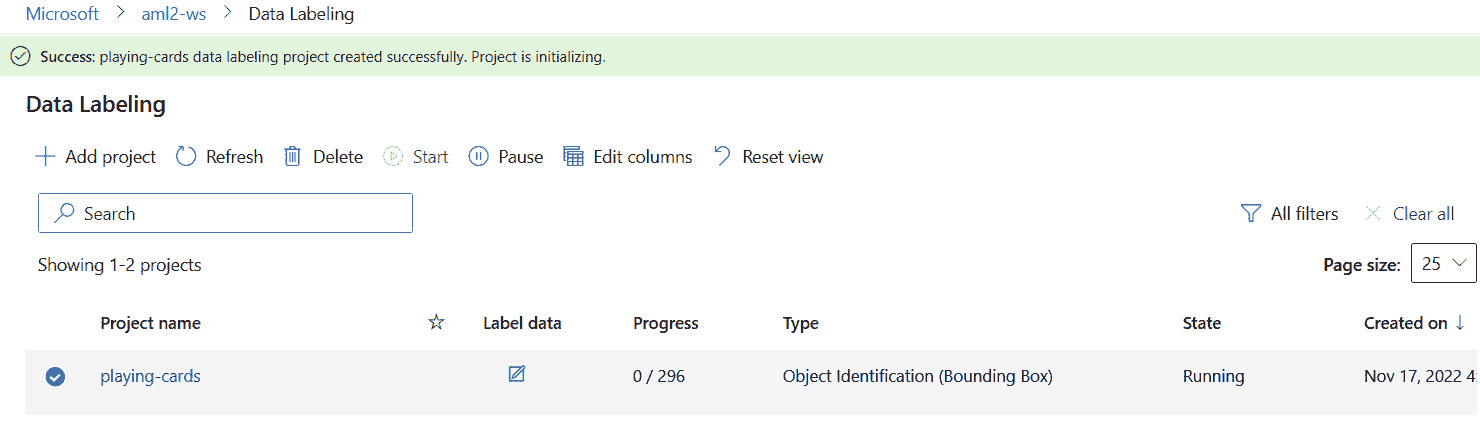 Microsoft > aml2-ws > Data Labeling
Success: playing-cards data labeling project created successfully. Project is initializing.
Data Labeling
Add project Refresh Delete Start Pause Edit columns Reset view
Search All filters Clear all
Showing 1-2 projects Page size: 25
Project name Label data Progress Type State Created on ↓
playing-cards 0 / 296 Object Identification (Bounding Box) Running Nov 17, 2022